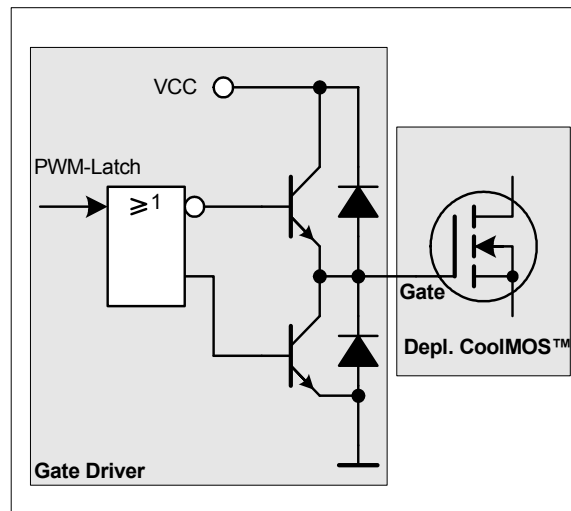 VCC
PWM-Latch
≥1
Gate
Depl. CoolMOS™
Gate Driver